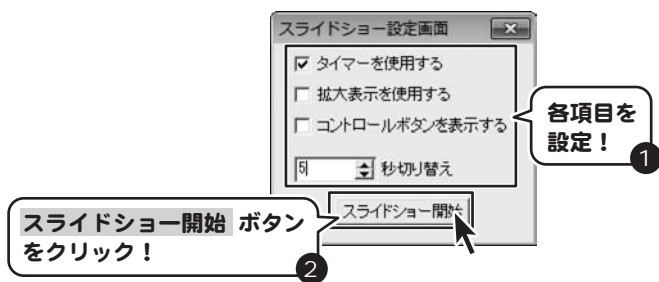 スライドショー設定画面
タイマーを使用する
拡大表示を使用する
コントロールボタンを表示する
5 秒切り替え
各項目を
設定！
1
スライドショー開始
スライドショー開始 ボタン
をクリック！
2